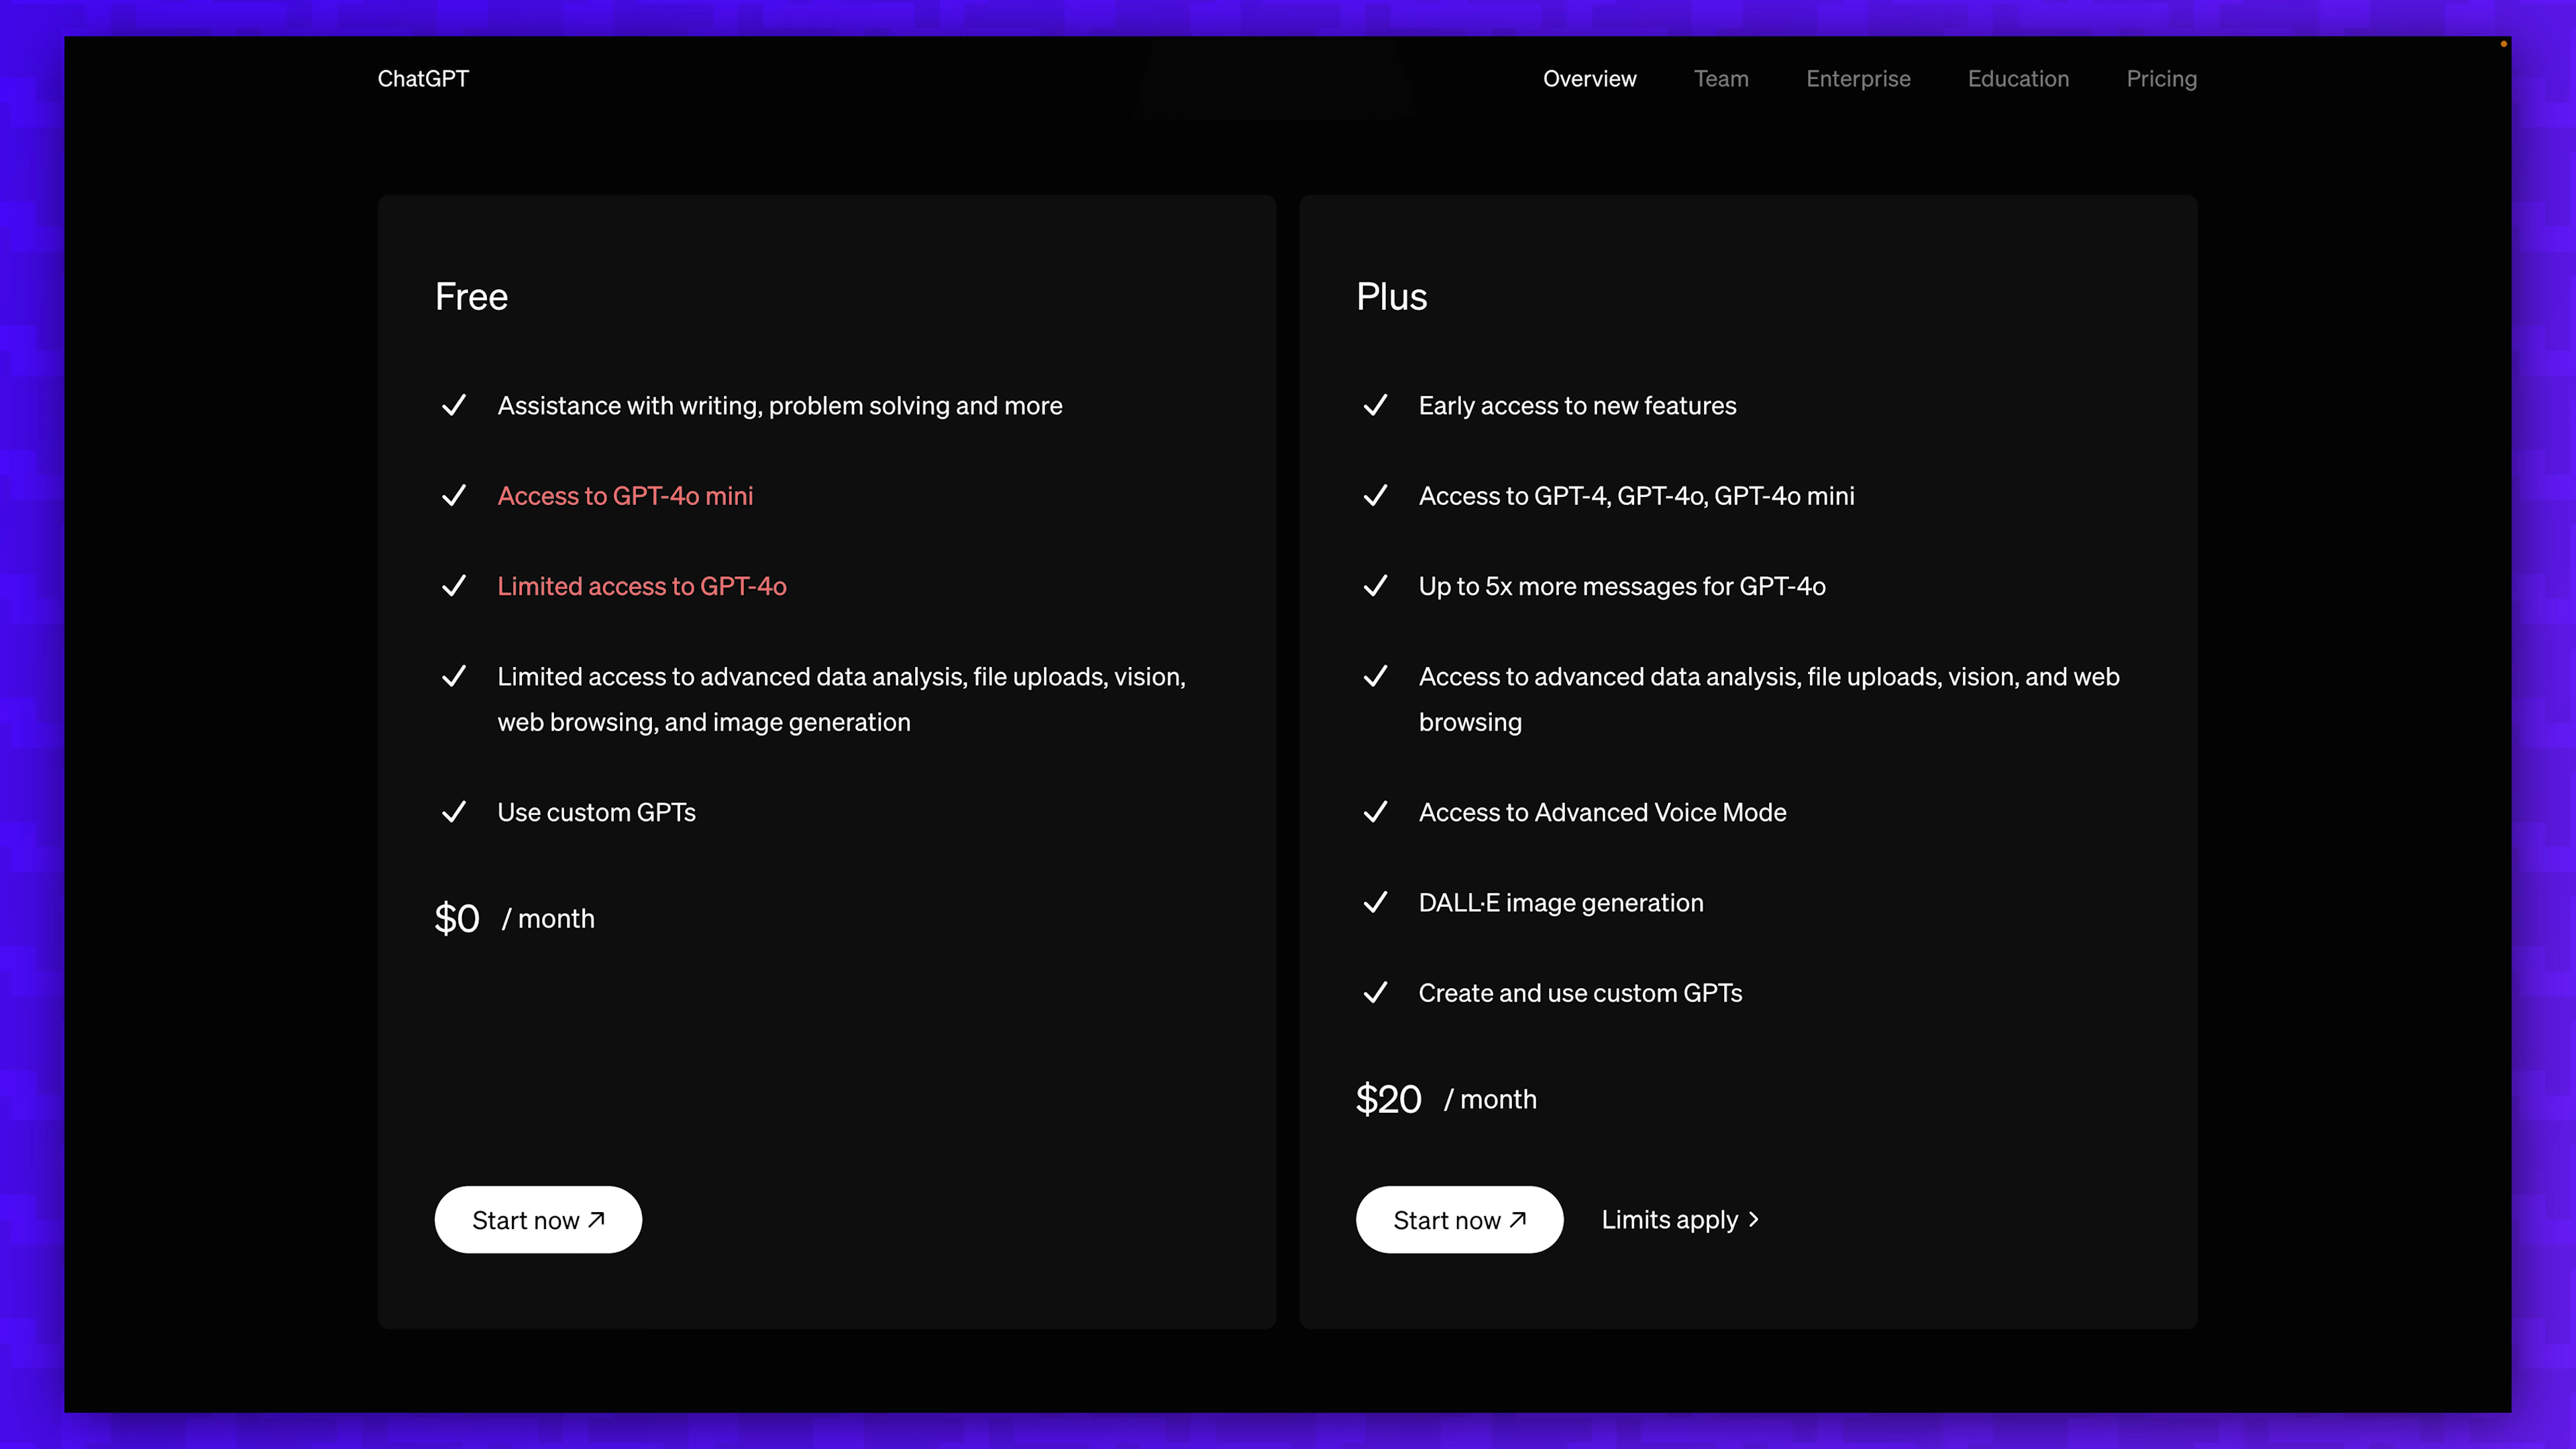 ChatGPT
Overview
Team
Enterprise
Education
Pricing
Free
Assistance with writing, problem solving and more
Access to GPT-4o mini
Limited access to GPT-4o
Limited access to advanced data analysis, file uploads, vision,
web browsing, and image generation
Use custom GPTs
$0 / month
Start now ↗
Plus
Early access to new features
Access to GPT-4, GPT-4o, GPT-4o mini
Up to 5x more messages for GPT-4o
Access to advanced data analysis, file uploads, vision, and web
browsing
Access to Advanced Voice Mode
DALL·E image generation
Create and use custom GPTs
$20 / month
Start now ↗
Limits apply >